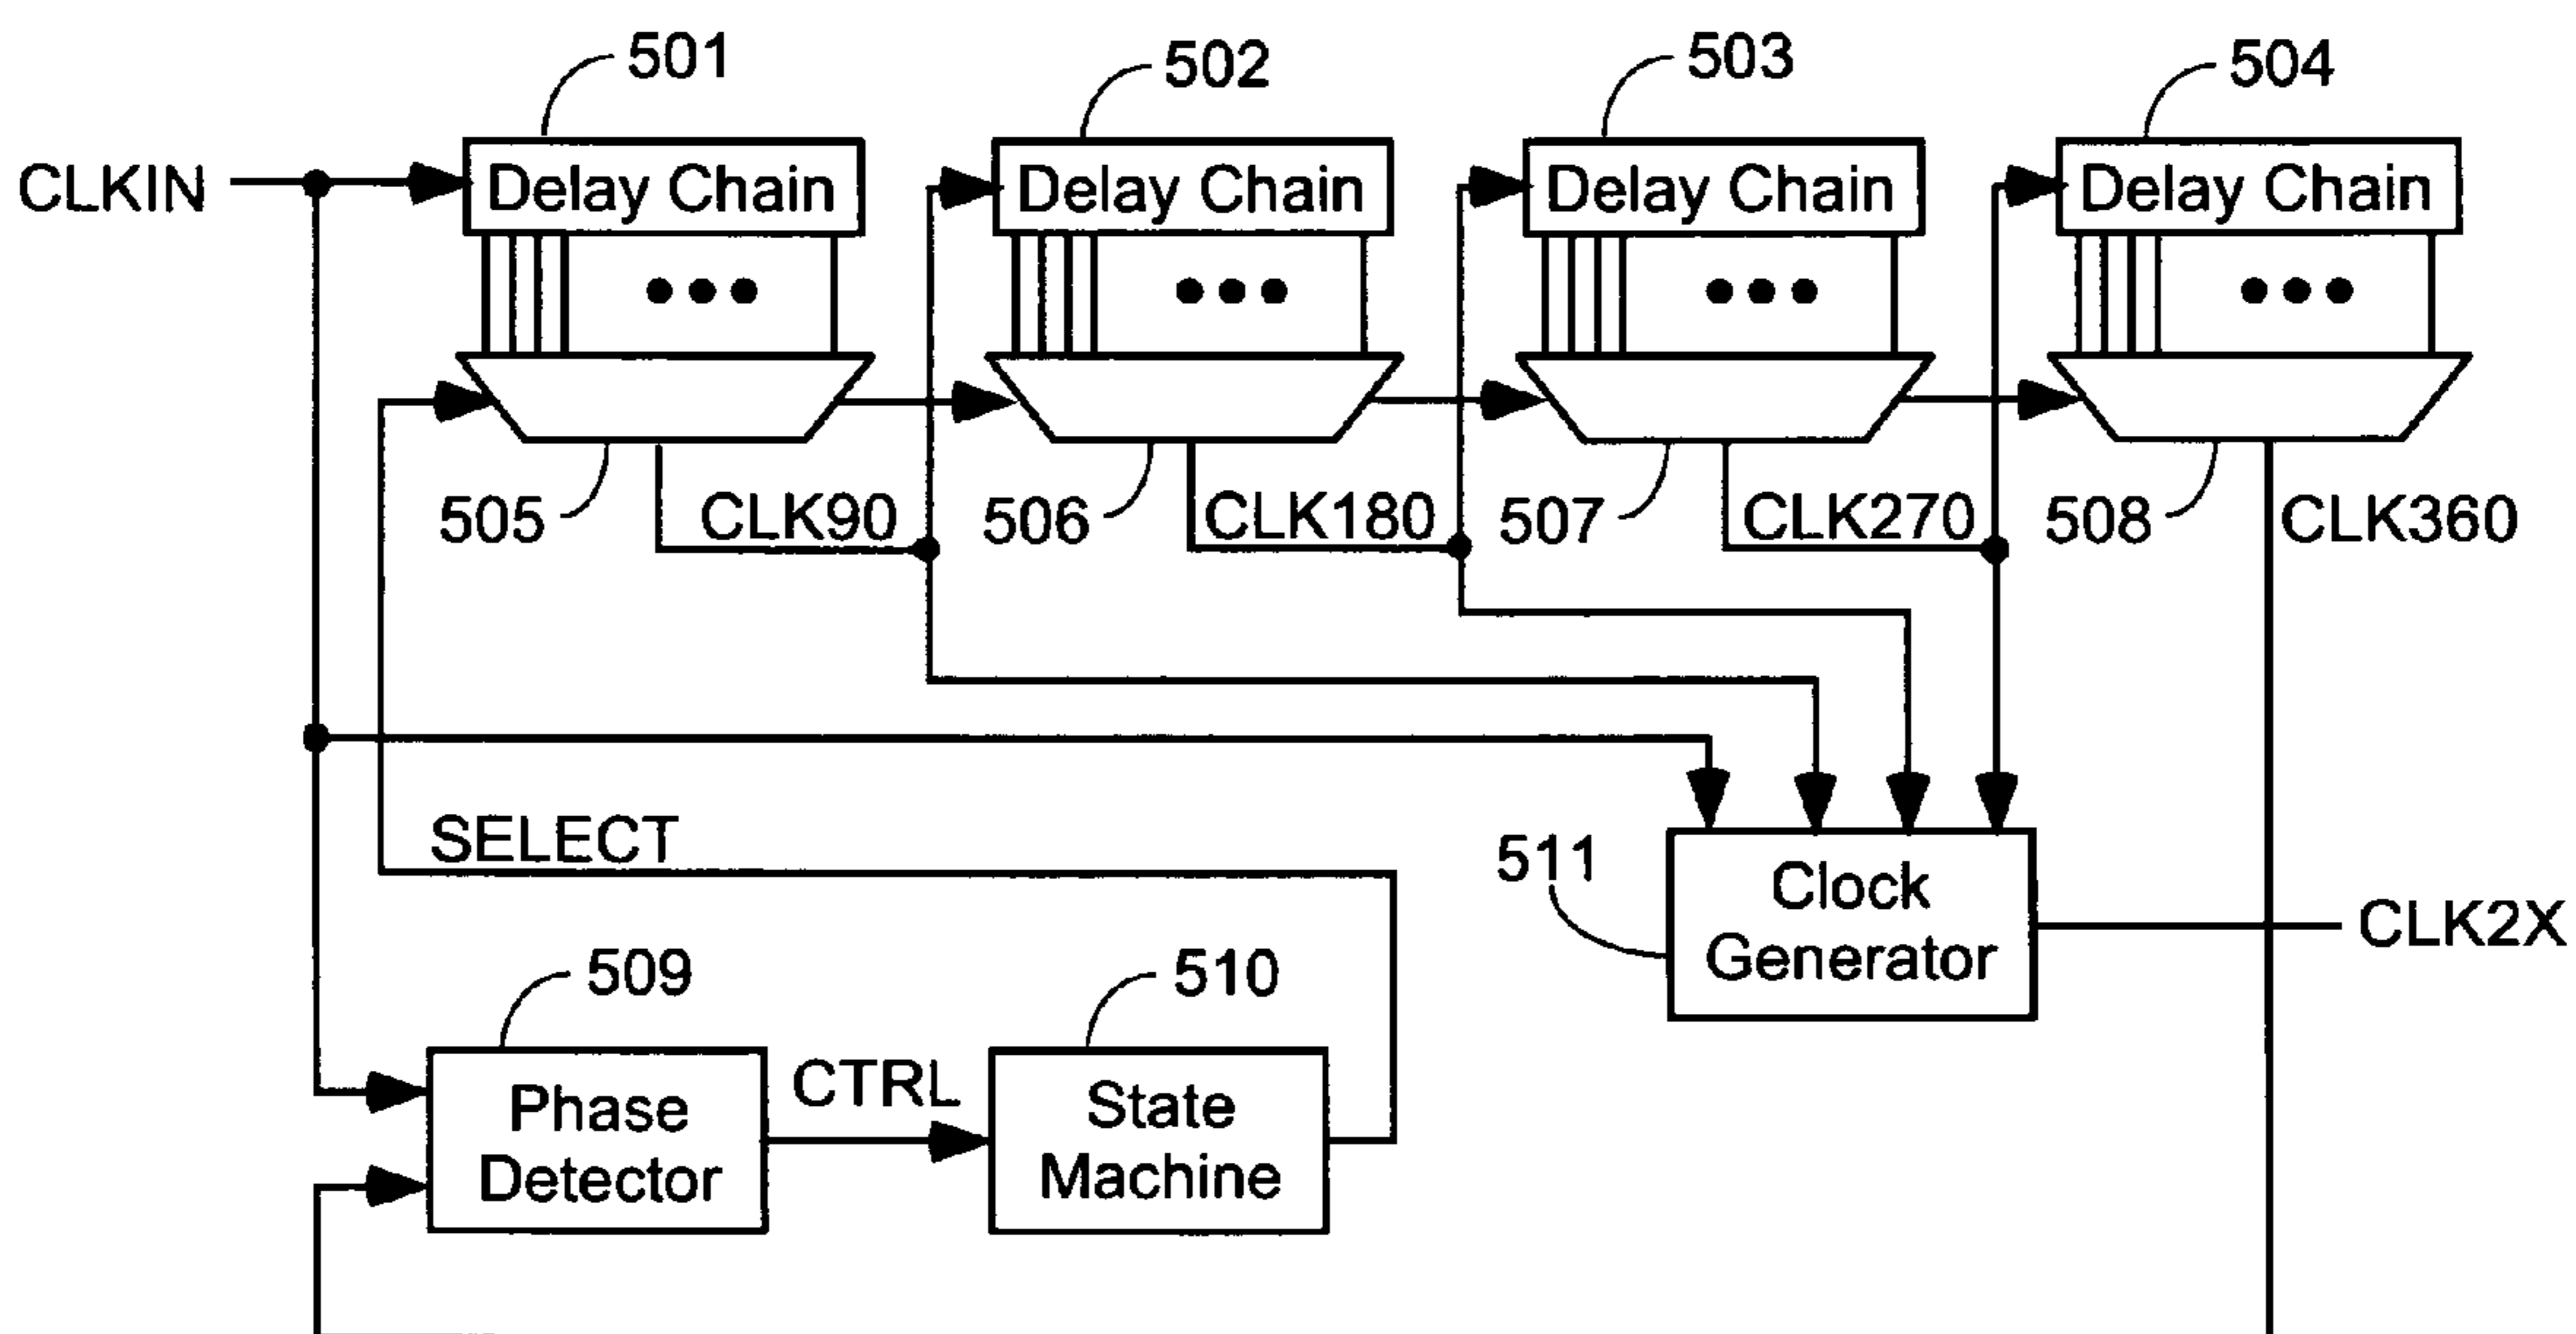 501
502
503
504
CLKIN
Delay Chain
Delay Chain
Delay Chain
Delay Chain
505
CLK90
506
CLK180
507
CLK270
508
CLK360
SELECT
511
Clock
Generator
CLK2X
509
510
Phase
Detector
CTRL
State
Machine